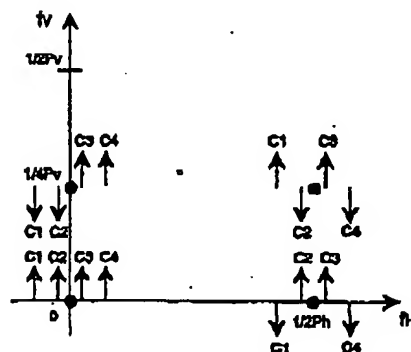 fV
1/2Pv
C3 C4 C1 C3
1/4Pv
C1 C2 C2 C4
C1 C2 C3 C4 C2 C3
0 1/2Ph fH
C1 C4